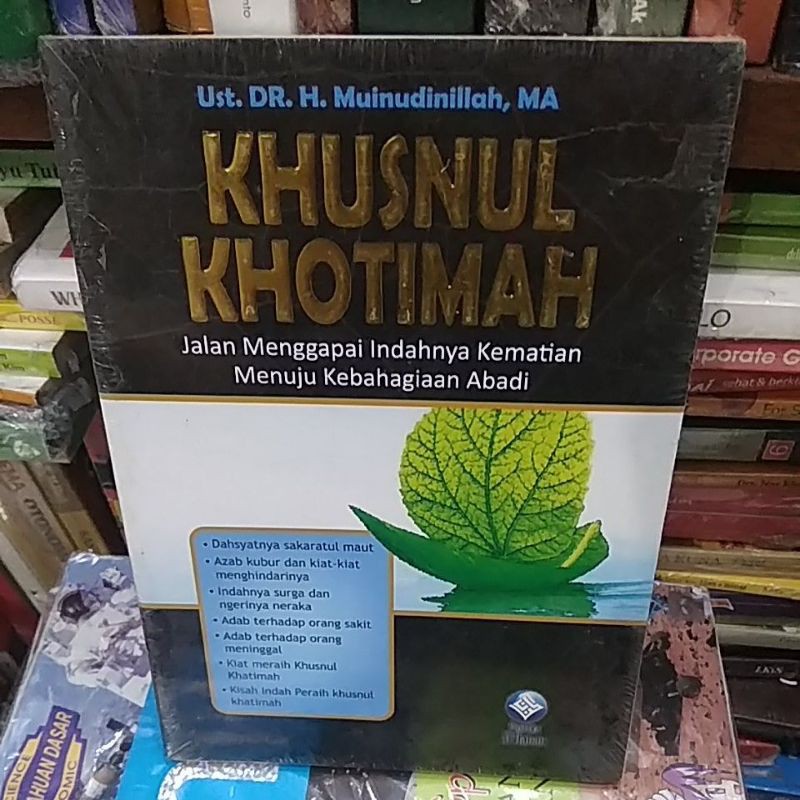 Ust. DR. H. Muinudinillah, MA
KHUSNUL
KHOTIMAH
Jalan Menggapai Indahnya Kematian
Menuju Kebahagiaan Abadi
• Dahsyatnya sakaratul maut
• Azab kubur dan kiat-kiat
menghindarinya
• Indahnya surga dan
ngerinya neraka
• Adab terhadap orang sakit
• Adab terhadap orang
meninggal
• Kiat meraih Khusnul
Khatimah
• Kisah Indah Peraih khusnul
khatimah
POSSE
rporate G